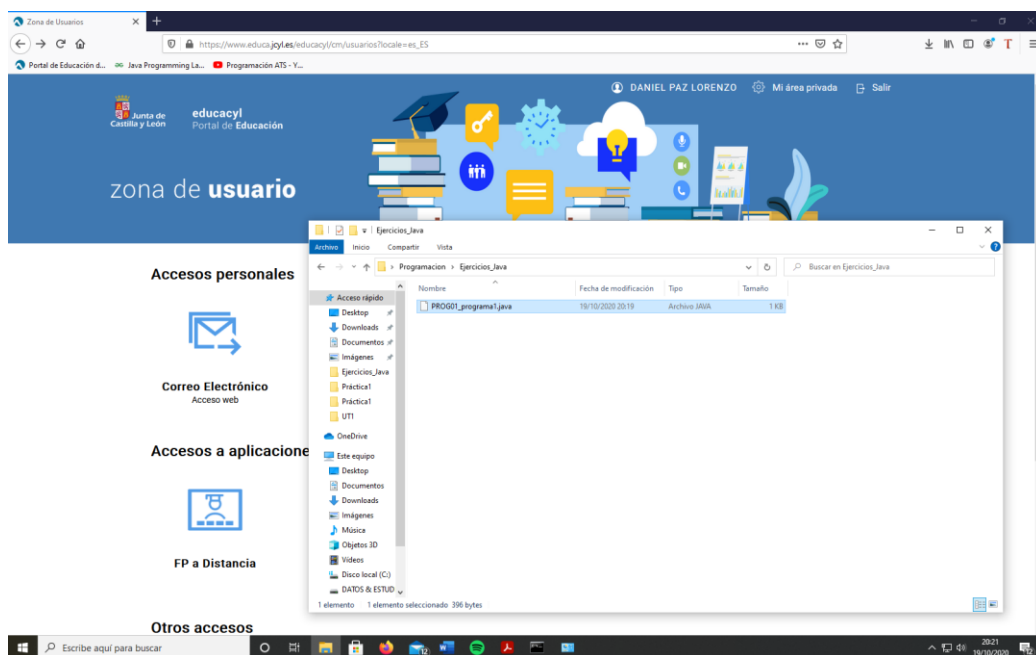 Zona de Usuarios
https://www.educa.jcyl.es/educacyl/cm/usuarios?locale=es_ES
Portal de Educación d...
Java Programming La...
Programación ATS - Y...
DANIEL PAZ LORENZO
Mi área privada
Salir
Junta de
Castilla y León
educacyl
Portal de Educación
zona de usuario
Accesos personales
Correo Electrónico
Acceso web
Accesos a aplicacione
FP a Distancia
Otros accesos
Ejercicios_Java
Archivo
Inicio
Compartir
Vista
Programacion > Ejercicios_Java
Buscar en Ejercicios_Java
Nombre
Fecha de modificación
Tipo
Tamaño
PROG01_programa1.java
19/10/2020 20:19
Archivo JAVA
1 KB
Acceso rápido
Desktop
Downloads
Documentos
Imágenes
Ejercicios_Java
Práctica1
Práctica1
UT1
OneDrive
Este equipo
Desktop
Documentos
Downloads
Imágenes
Música
Objetos 3D
Vídeos
Disco local (C:)
DATOS & ESTUD
1 elemento
1 elemento seleccionado 396 bytes
Escribe aquí para buscar
12
20:21
19/10/2020